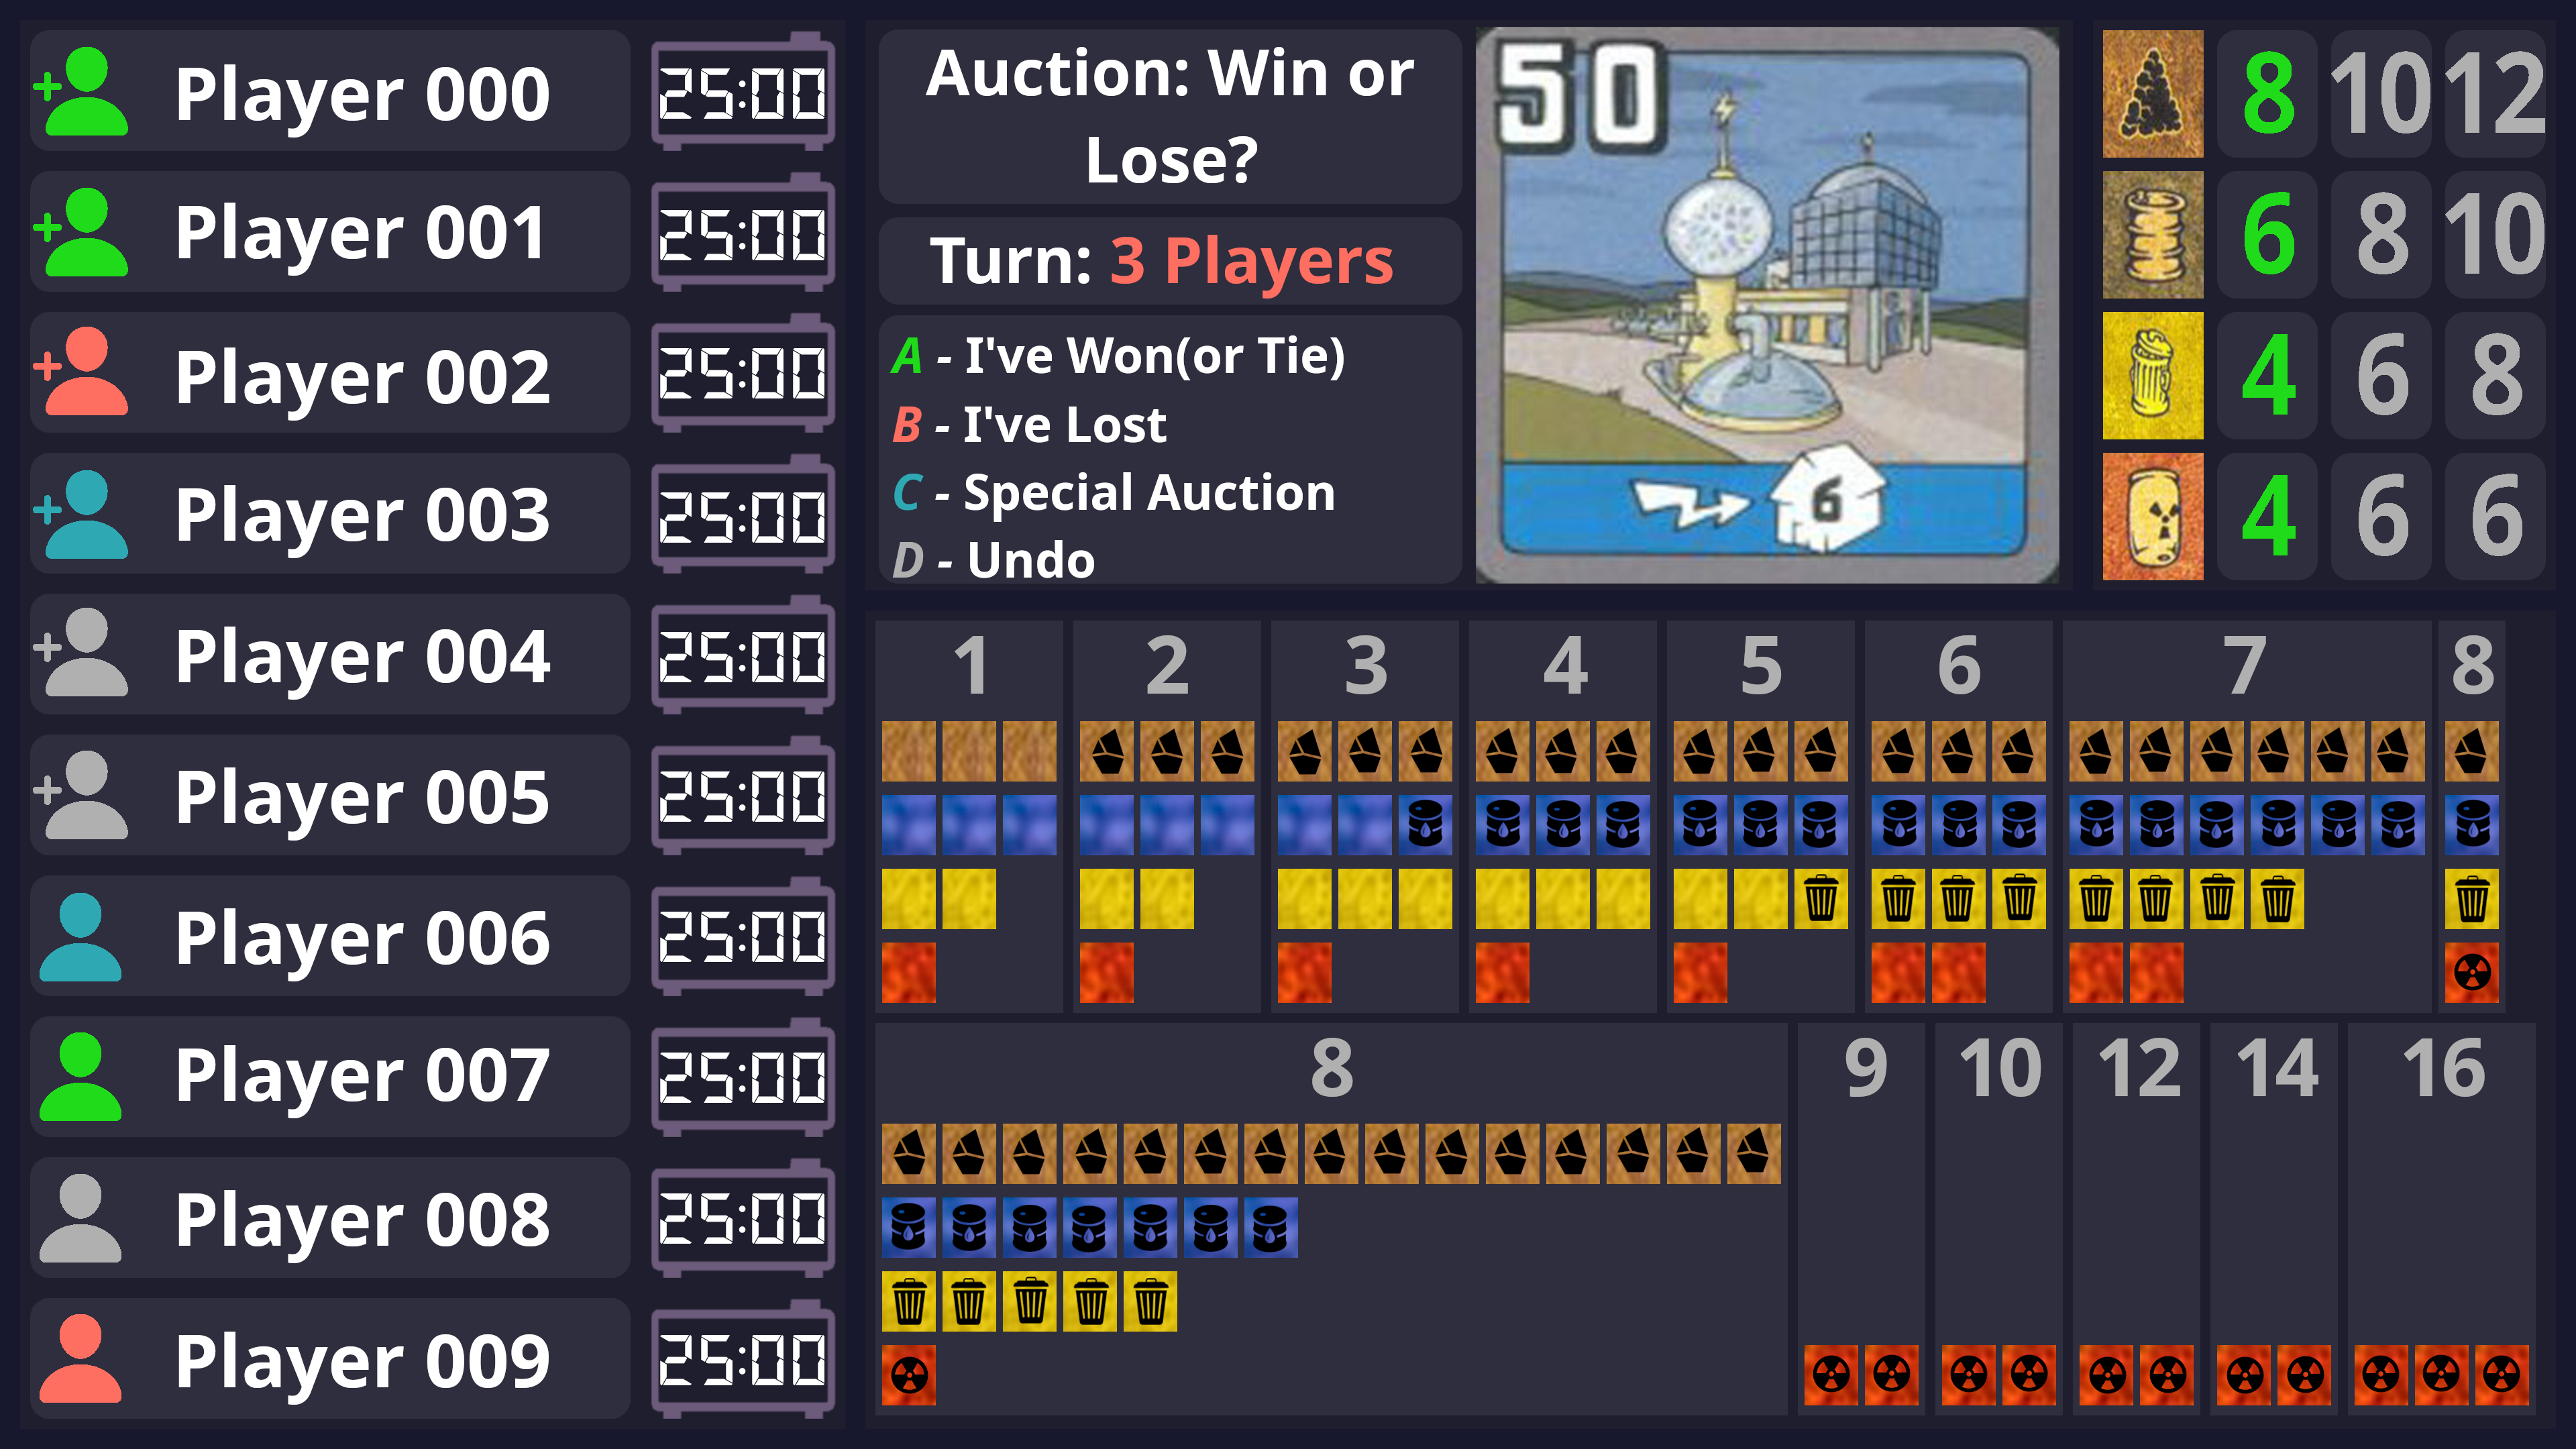 Player 000
25:00
Player 001
25:00
Player 002
25:00
Player 003
25:00
Player 004
25:00
Player 005
25:00
Player 006
25:00
Player 007
25:00
Player 008
25:00
Player 009
25:00
Auction: Win or
Lose?
Turn: 3 Players
A - I've Won(or Tie)
B - I've Lost
C - Special Auction
D - Undo
50
6
8 10 12
6 8 10
4 6 8
4 6 6
1 2 3 4 5 6 7 8
8 9 10 12 14 16